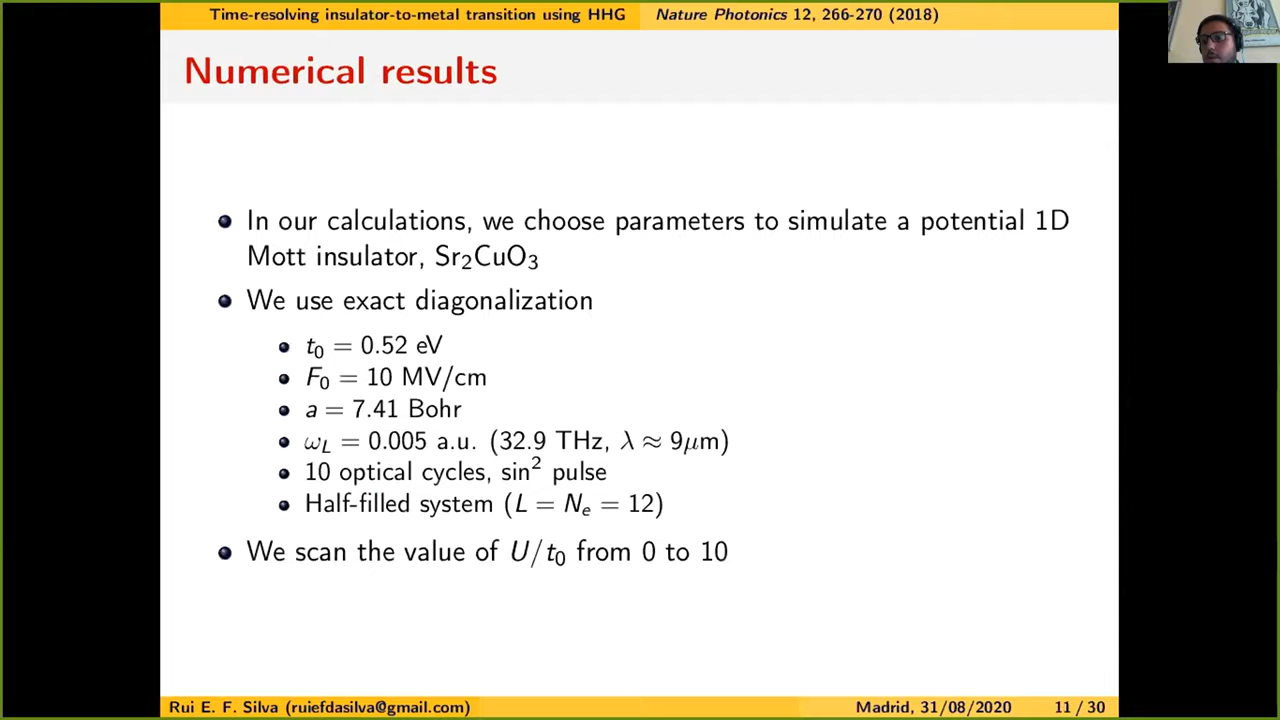 Time-resolving insulator-to-metal transition using HHG Nature Photonics 12, 266-270 (2018)
Numerical results
In our calculations, we choose parameters to simulate a potential 1D
Mott insulator, Sr₂CuO₃
We use exact diagonalization
t₀ = 0.52 eV
F₀ = 10 MV/cm
a = 7.41 Bohr
ω_L = 0.005 a.u. (32.9 THz, λ ≈ 9μm)
10 optical cycles, sin² pulse
Half-filled system (L = Nₑ = 12)
We scan the value of U/t₀ from 0 to 10
Rui E. F. Silva (ruiefdasilva@gmail.com) Madrid, 31/08/2020 11 / 30